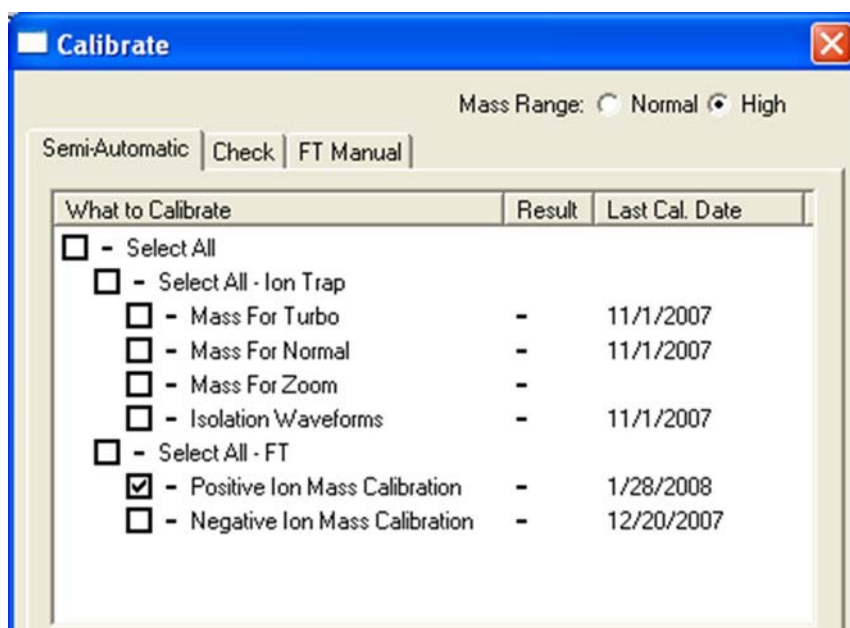 Calibrate
Mass Range: Normal High
Semi-Automatic Check FT Manual
What to Calibrate Result Last Cal. Date
- Select All
- Select All - Ion Trap
- Mass For Turbo - 11/1/2007
- Mass For Normal - 11/1/2007
- Mass For Zoom -
- Isolation Waveforms - 11/1/2007
- Select All - FT
- Positive Ion Mass Calibration - 1/28/2008
- Negative Ion Mass Calibration - 12/20/2007